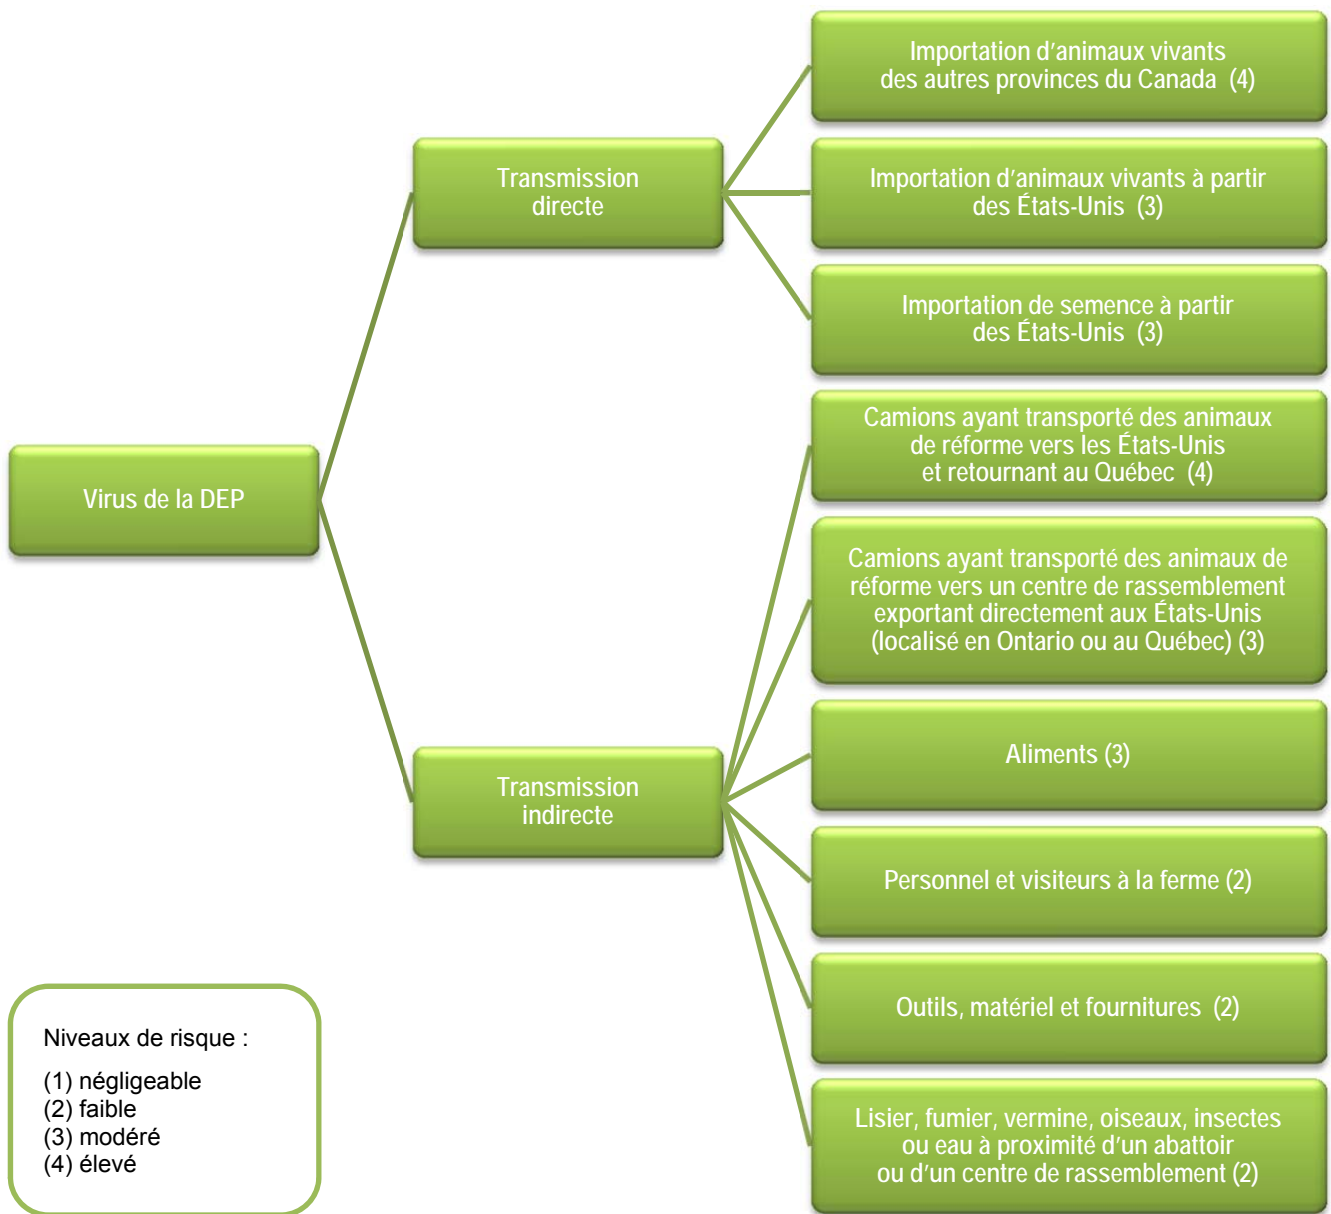 Importation d'animaux vivants
des autres provinces du Canada (4)
Transmission
directe
Importation d'animaux vivants à partir
des États-Unis (3)
Importation de semence à partir
des États-Unis (3)
Camions ayant transporté des animaux
de réforme vers les États-Unis
et retournant au Québec (4)
Virus de la DEP
Camions ayant transporté des animaux de
réforme vers un centre de rassemblement
exportant directement aux États-Unis
(localisé en Ontario ou au Québec) (3)
Aliments (3)
Transmission
indirecte
Personnel et visiteurs à la ferme (2)
Outils, matériel et fournitures (2)
Lisier, fumier, vermine, oiseaux, insectes
ou eau à proximité d'un abattoir
ou d'un centre de rassemblement (2)
Niveaux de risque :
(1) négligeable
(2) faible
(3) modéré
(4) élevé